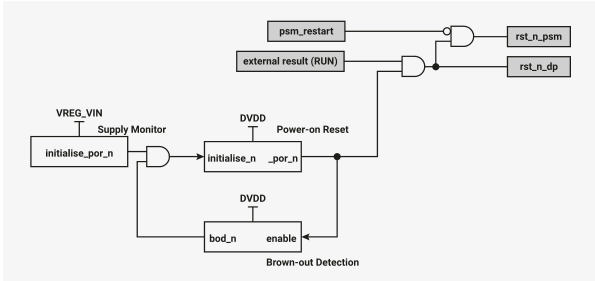 psm_restart
rst_n_psm
external result (RUN)
rst_n_dp
VREG_VIN
Supply Monitor
DVDD
Power-on Reset
initialise_por_n
initialise_n
_por_n
DVDD
bod_n
enable
Brown-out Detection